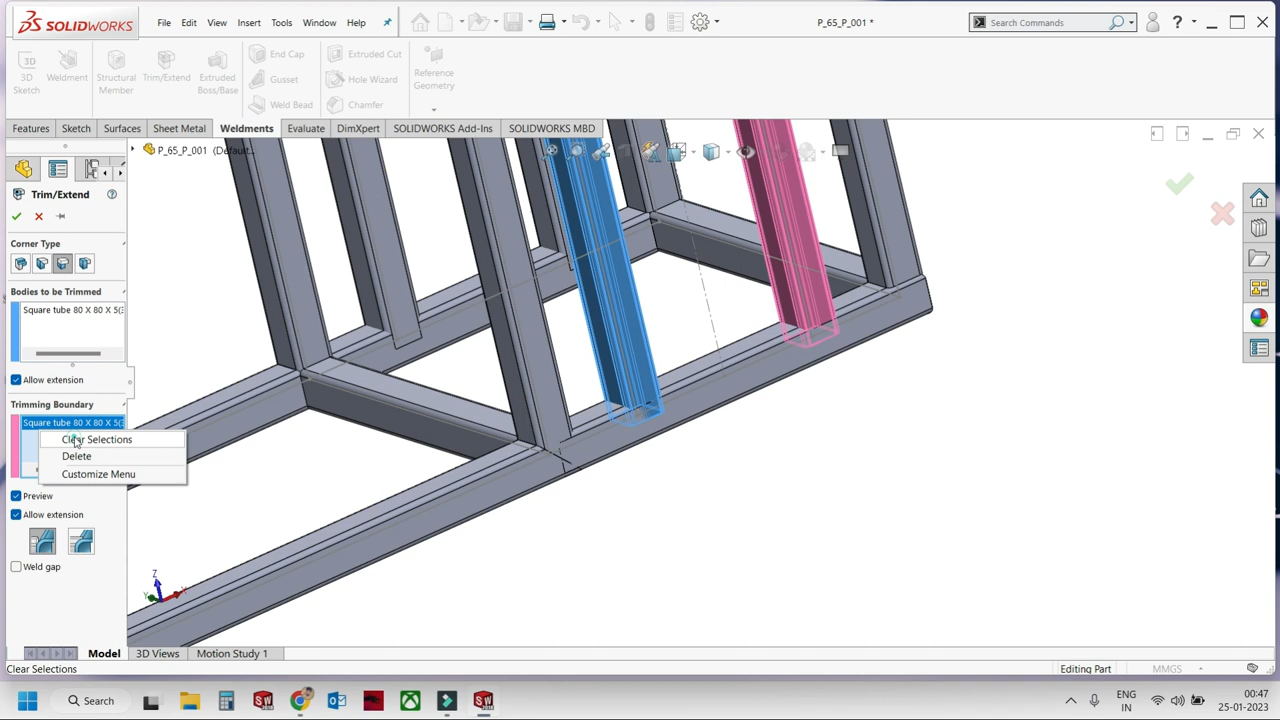 SOLIDWORKS
File
Edit
View
Insert
Tools
Window
Help
P_65_P_001 *
Search Commands
?
3D Sketch
Weldment
Structural Member
Trim/Extend
Extruded Boss/Base
End Cap
Gusset
Weld Bead
Extruded Cut
Hole Wizard
Chamfer
Reference Geometry
Features
Sketch
Surfaces
Sheet Metal
Weldments
Evaluate
DimXpert
SOLIDWORKS Add-Ins
SOLIDWORKS MBD
P_65_P_001 (Default...
Trim/Extend
Corner Type
Bodies to be Trimmed
Square tube 80 X 80 X 5(3
Allow extension
Trimming Boundary
Square tube 80 X 80 X 5(3
Clear Selections
Delete
Customize Menu
Preview
Allow extension
Weld gap
Z
X
Y
Model
3D Views
Motion Study 1
Clear Selections
Editing Part
MMGS
Search
ENG
IN
00:47
25-01-2023